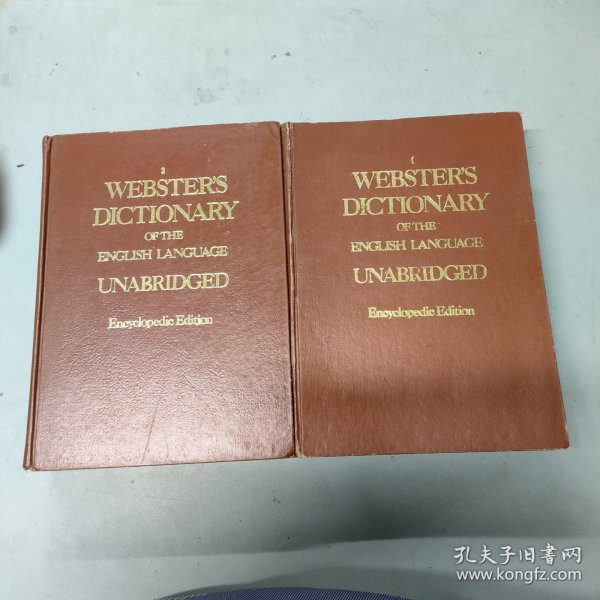 2
WEBSTER'S
DICTIONARY
OF THE
ENGLISH LANGUAGE
UNABRIDGED
Encyclopedic Edition
1
WEBSTER'S
DICTIONARY
OF THE
ENGLISH LANGUAGE
UNABRIDGED
Encyclopedic Edition
孔夫子旧書网
www.kongfz.com